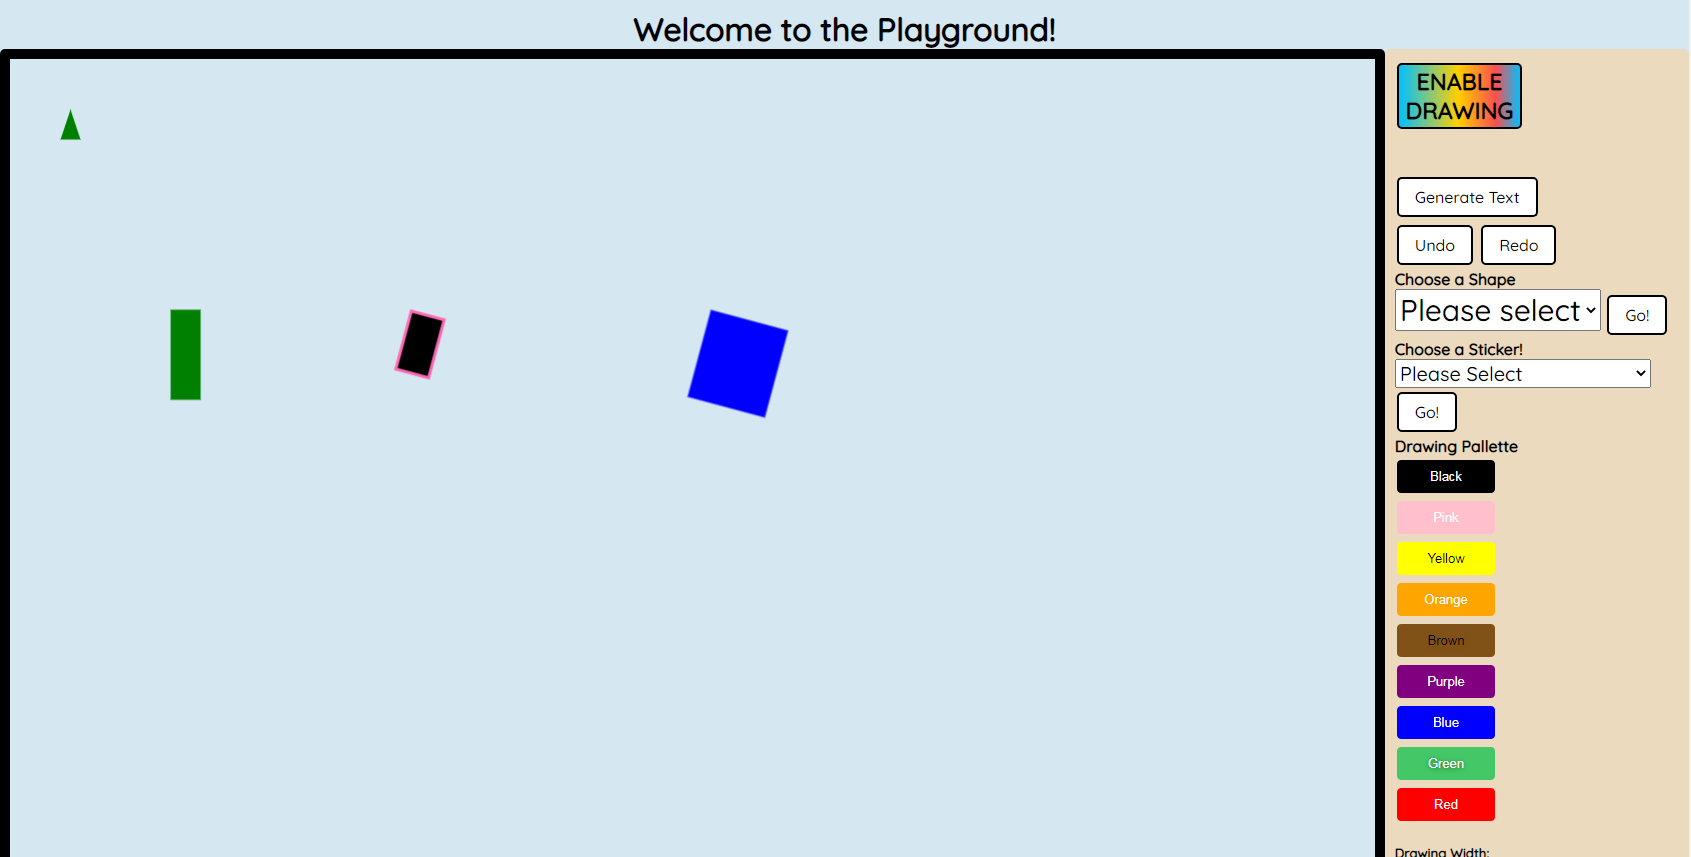 Welcome to the Playground!
ENABLE
DRAWING
Generate Text
Undo Redo
Choose a Shape
Please select Go!
Choose a Sticker!
Please Select
Go!
Drawing Pallette
Black
Pink
Yellow
Orange
Brown
Purple
Blue
Green
Red
Drawing Width: